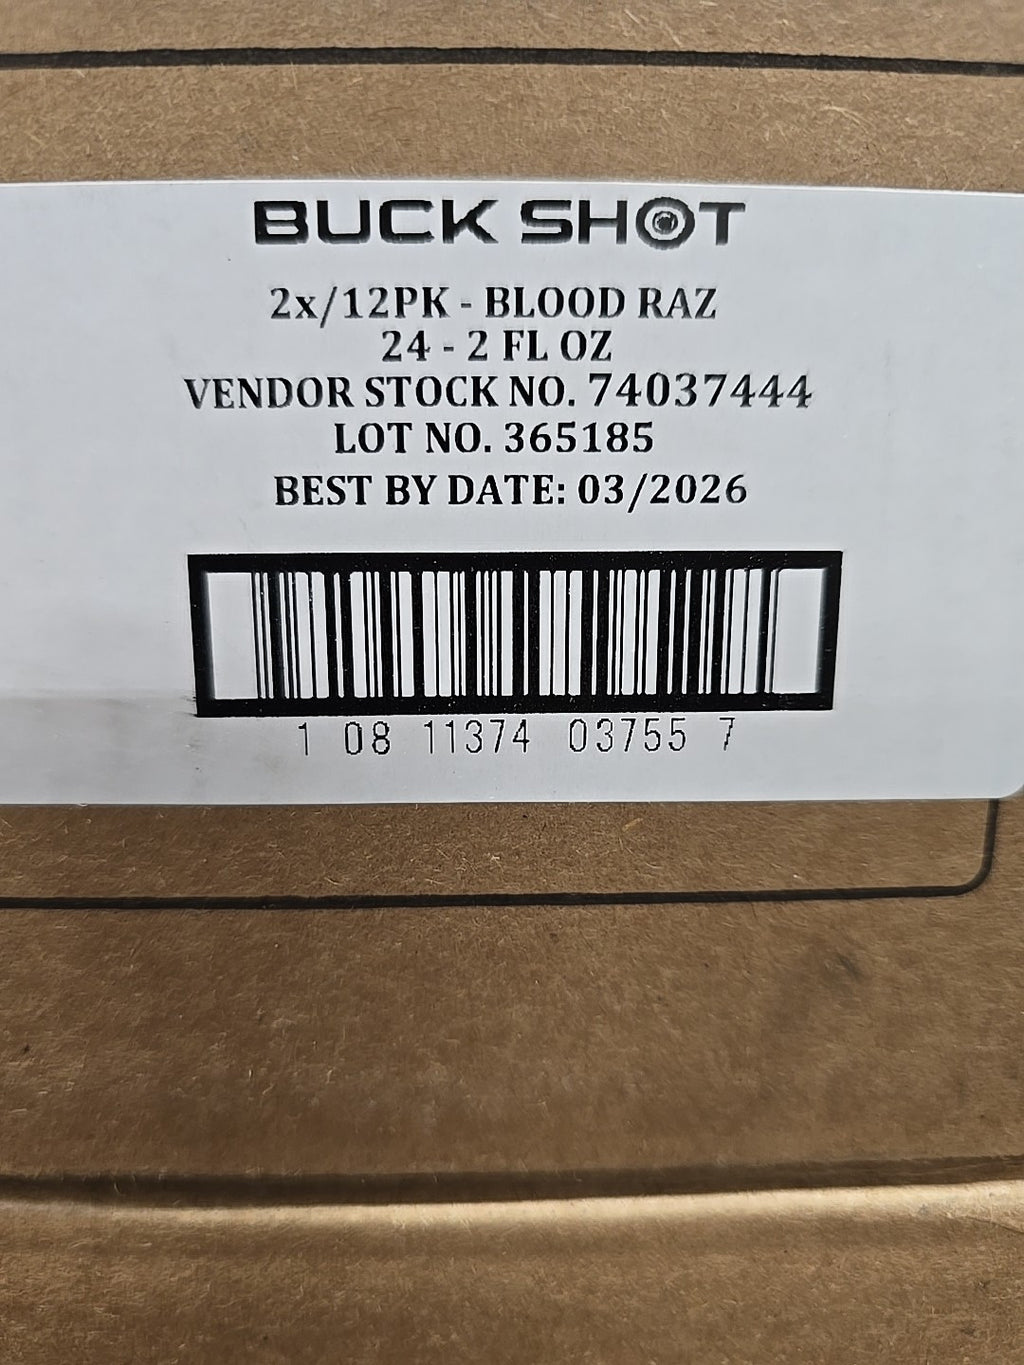 BUCK SHOT
2x/12PK - BLOOD RAZ
24 - 2 FL OZ
VENDOR STOCK NO. 74037444
LOT NO. 365185
BEST BY DATE: 03/2026
1 08 11374 03755 7